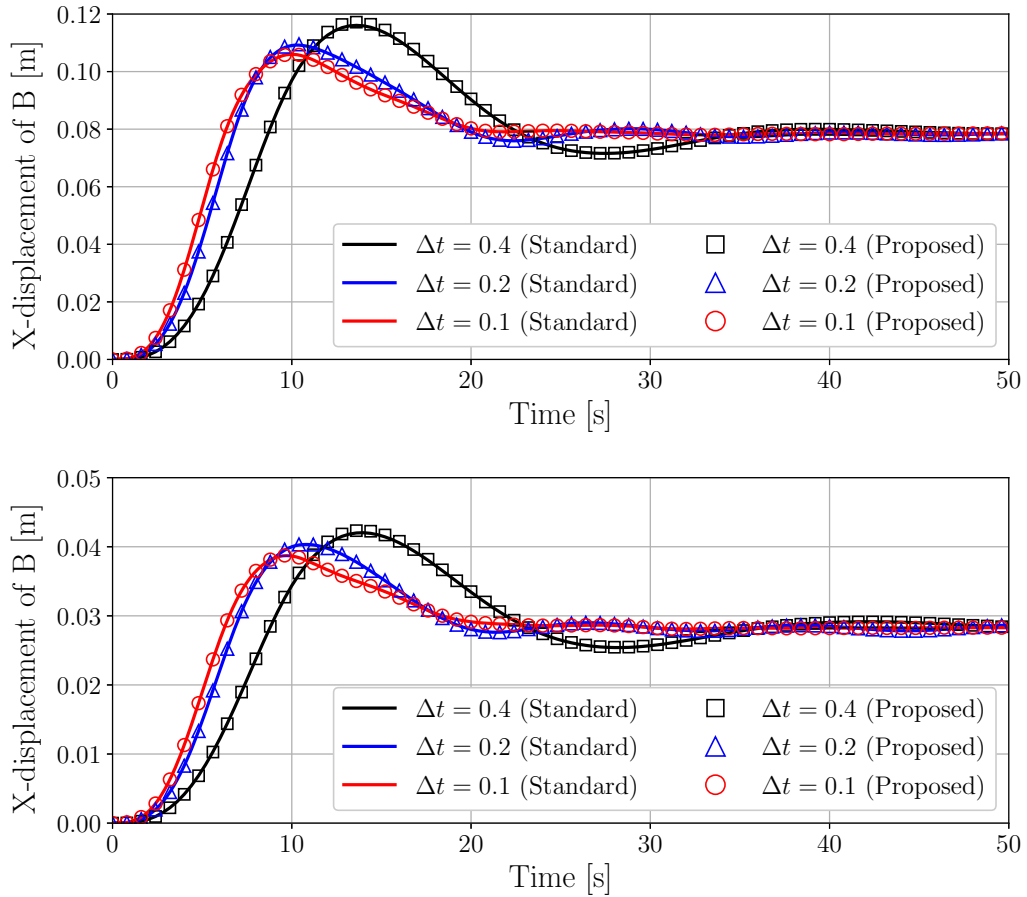 0.12
0.10
0.08
0.06
0.04
0.02
0.00
X-displacement of B [m]
Δt = 0.4 (Standard)
Δt = 0.2 (Standard)
Δt = 0.1 (Standard)
Δt = 0.4 (Proposed)
Δt = 0.2 (Proposed)
Δt = 0.1 (Proposed)
0 10 20 30 40 50
Time [s]
0.05
0.04
0.03
0.02
0.01
0.00
X-displacement of B [m]
Δt = 0.4 (Standard)
Δt = 0.2 (Standard)
Δt = 0.1 (Standard)
Δt = 0.4 (Proposed)
Δt = 0.2 (Proposed)
Δt = 0.1 (Proposed)
0 10 20 30 40 50
Time [s]